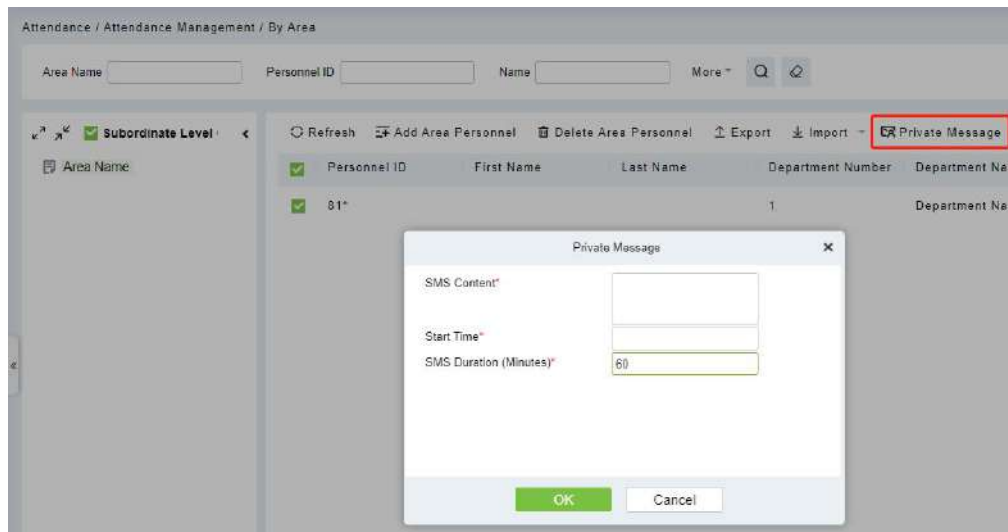 Attendance / Attendance Management / By Area
Area Name Personnel ID Name More
Subordinate Level Refresh Add Area Personnel Delete Area Personnel Export Import Private Message
Area Name Personnel ID First Name Last Name Department Number Department Na
81* 1 Department Na
Private Message
SMS Content*
Start Time*
SMS Duration (Minutes)* 60
OK Cancel